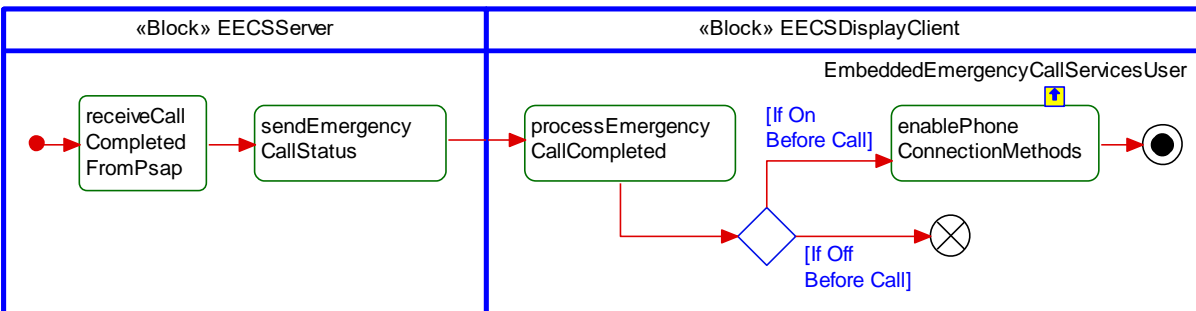 «Block» EECSServer
«Block» EECSDisplayClient
EmbeddedEmergencyCallServicesUser
receiveCall
Completed
FromPsap
sendEmergency
CallStatus
processEmergency
CallCompleted
[If On
Before Call]
enablePhone
ConnectionMethods
[If Off
Before Call]